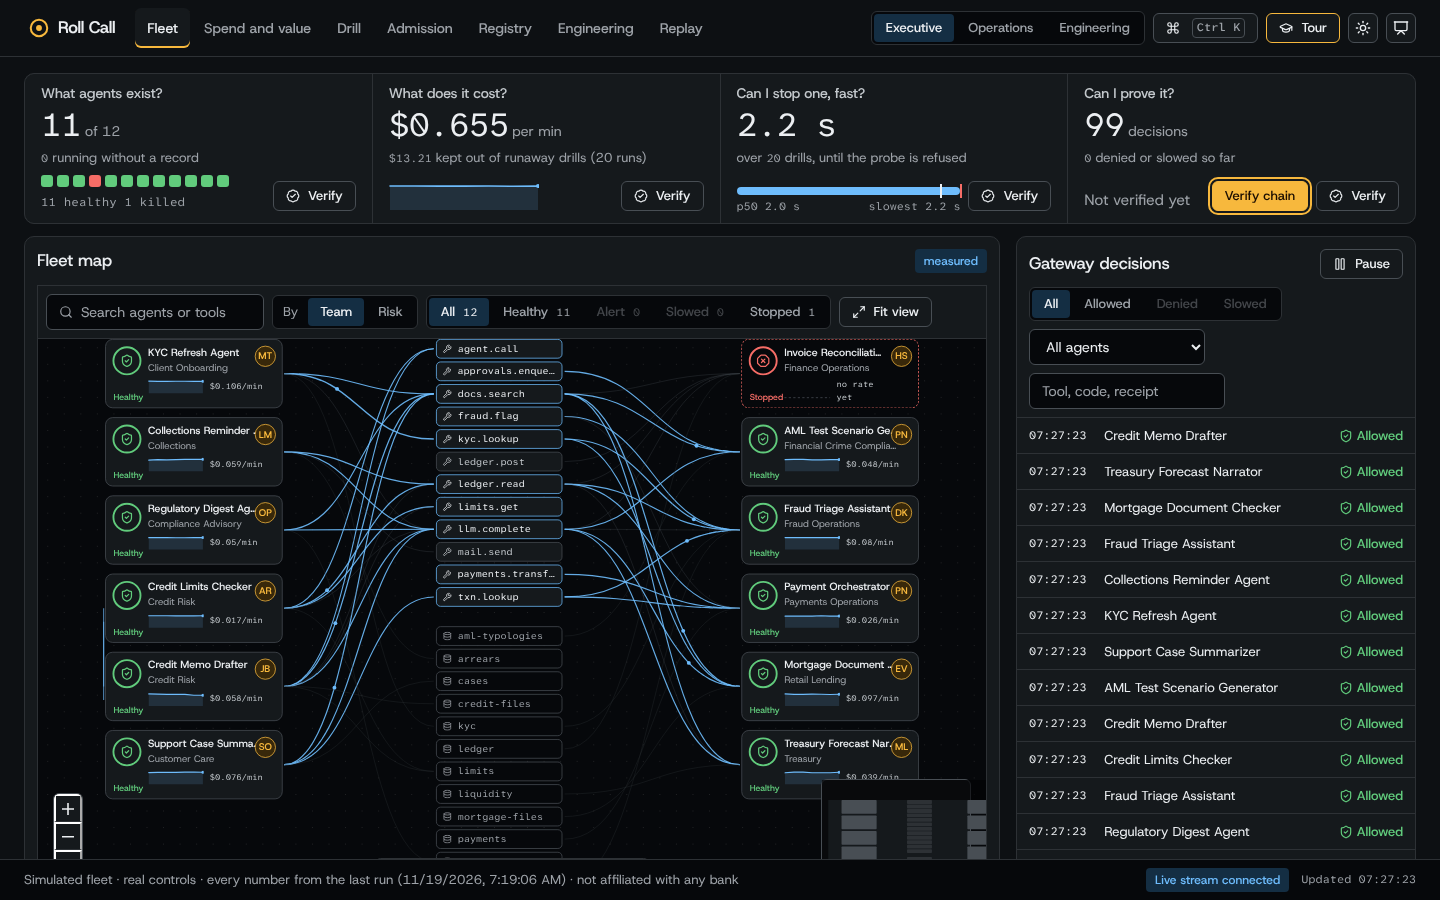 Roll Call
Fleet
Spend and value
Drill
Admission
Registry
Engineering
Replay
Executive
Operations
Engineering
⌘ Ctrl K
Tour
What agents exist?
11 of 12
0 running without a record
11 healthy 1 killed
Verify
What does it cost?
$0.655 per min
$13.21 kept out of runaway drills (20 runs)
Verify
Can I stop one, fast?
2.2 s
over 20 drills, until the probe is refused
p50 2.0 s
slowest 2.2 s
Verify
Can I prove it?
99 decisions
0 denied or slowed so far
Not verified yet
Verify chain
Verify
Fleet map
measured
Search agents or tools
By
Team
Risk
All 12
Healthy 11
Alert 0
Slowed 0
Stopped 1
Fit view
KYC Refresh Agent
MT
Client Onboarding
$0.106/min
Healthy
Collections Reminder
LM
Collections
$0.059/min
Healthy
Regulatory Digest Ag…
OP
Compliance Advisory
$0.05/min
Healthy
Credit Limits Checker
AR
Credit Risk
$0.017/min
Healthy
Credit Memo Drafter
JB
Credit Risk
$0.058/min
Healthy
Support Case Summa…
SO
Customer Care
$0.076/min
Healthy
agent.call
approvals.enque…
docs.search
fraud.flag
kyc.lookup
ledger.post
ledger.read
limits.get
llm.complete
mail.send
payments.transf…
txn.lookup
aml-typologies
arrears
cases
credit-files
kyc
ledger
limits
liquidity
mortgage-files
payments
Invoice Reconciliati…
HS
Finance Operations
no rate yet
Stopped
AML Test Scenario Ge…
PN
Financial Crime Complia…
$0.048/min
Healthy
Fraud Triage Assistant
DK
Fraud Operations
$0.08/min
Healthy
Payment Orchestrator
PN
Payments Operations
$0.026/min
Healthy
Mortgage Document …
EV
Retail Lending
$0.097/min
Healthy
Treasury Forecast Nar…
ML
Treasury
$0.039/min
Healthy
Gateway decisions
Pause
All
Allowed
Denied
Slowed
All agents
Tool, code, receipt
07:27:23 Credit Memo Drafter Allowed
07:27:23 Treasury Forecast Narrator Allowed
07:27:23 Mortgage Document Checker Allowed
07:27:23 Fraud Triage Assistant Allowed
07:27:23 Collections Reminder Agent Allowed
07:27:23 KYC Refresh Agent Allowed
07:27:23 Support Case Summarizer Allowed
07:27:23 AML Test Scenario Generator Allowed
07:27:23 Credit Memo Drafter Allowed
07:27:23 Credit Limits Checker Allowed
07:27:23 Fraud Triage Assistant Allowed
07:27:23 Regulatory Digest Agent Allowed
Simulated fleet · real controls · every number from the last run (11/19/2026, 7:19:06 AM) · not affiliated with any bank
Live stream connected
Updated 07:27:23